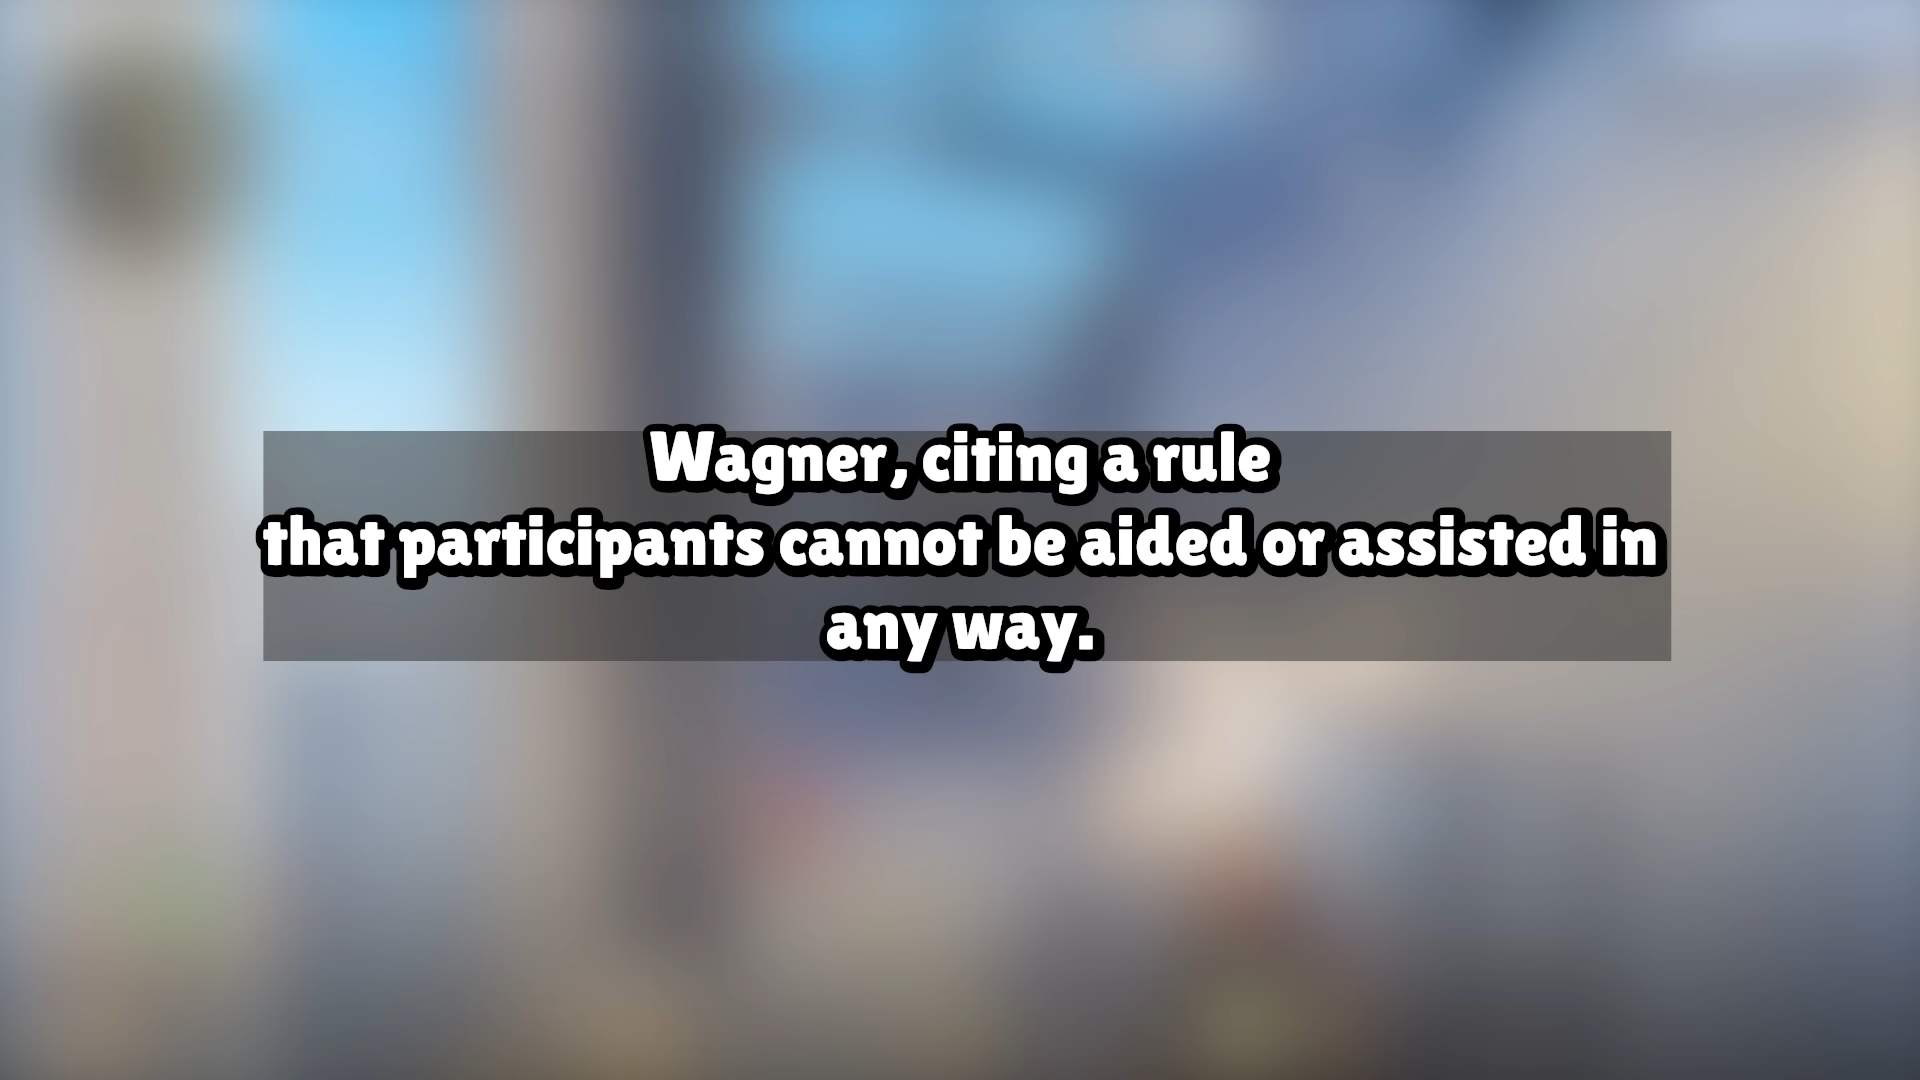 Wagner, citing a rule
that participants cannot be aided or assisted in
any way.